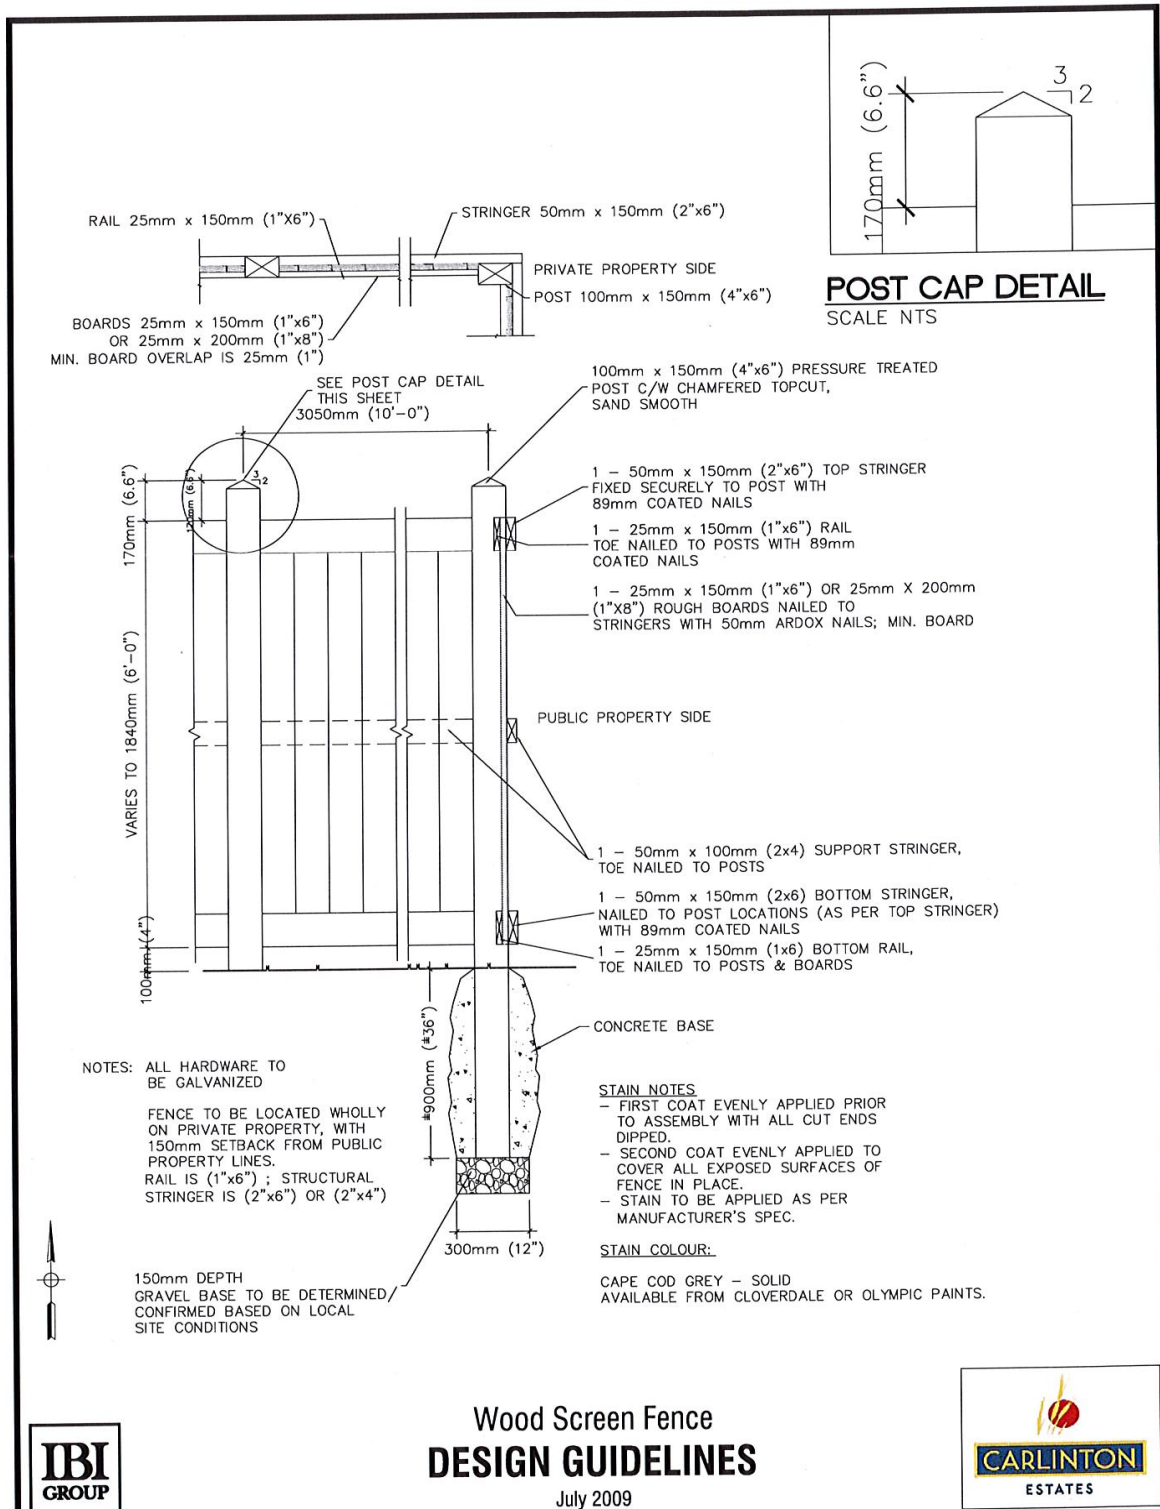 170mm (6.6")
3
2
POST CAP DETAIL
SCALE NTS
RAIL 25mm x 150mm (1"X6")
STRINGER 50mm x 150mm (2"x6")
PRIVATE PROPERTY SIDE
POST 100mm x 150mm (4"x6")
BOARDS 25mm x 150mm (1"x6")
OR 25mm x 200mm (1"x8")
MIN. BOARD OVERLAP IS 25mm (1")
SEE POST CAP DETAIL
THIS SHEET
3050mm (10'-0")
100mm x 150mm (4"x6") PRESSURE TREATED
POST C/W CHAMFERED TOPCUT,
SAND SMOOTH
170mm (6.6")
3
2
1 - 50mm x 150mm (2"x6") TOP STRINGER
FIXED SECURELY TO POST WITH
89mm COATED NAILS
1 - 25mm x 150mm (1"x6") RAIL
TOE NAILED TO POSTS WITH 89mm
COATED NAILS
1 - 25mm x 150mm (1"x6") OR 25mm X 200mm
(1"X8") ROUGH BOARDS NAILED TO
STRINGERS WITH 50mm ARDOX NAILS; MIN. BOARD
VARIES TO 1840mm (6'-0")
PUBLIC PROPERTY SIDE
1 - 50mm x 100mm (2x4) SUPPORT STRINGER,
TOE NAILED TO POSTS
1 - 50mm x 150mm (2x6) BOTTOM STRINGER,
NAILED TO POST LOCATIONS (AS PER TOP STRINGER)
WITH 89mm COATED NAILS
1 - 25mm x 150mm (1x6) BOTTOM RAIL,
TOE NAILED TO POSTS & BOARDS
100mm (4")
±900mm (±36")
CONCRETE BASE
NOTES: ALL HARDWARE TO
BE GALVANIZED
FENCE TO BE LOCATED WHOLLY
ON PRIVATE PROPERTY, WITH
150mm SETBACK FROM PUBLIC
PROPERTY LINES.
RAIL IS (1"x6") ; STRUCTURAL
STRINGER IS (2"x6") OR (2"x4")
STAIN NOTES
- FIRST COAT EVENLY APPLIED PRIOR
TO ASSEMBLY WITH ALL CUT ENDS
DIPPED.
- SECOND COAT EVENLY APPLIED TO
COVER ALL EXPOSED SURFACES OF
FENCE IN PLACE.
- STAIN TO BE APPLIED AS PER
MANUFACTURER'S SPEC.
300mm (12")
STAIN COLOUR:
CAPE COD GREY - SOLID
AVAILABLE FROM CLOVERDALE OR OLYMPIC PAINTS.
150mm DEPTH
GRAVEL BASE TO BE DETERMINED/
CONFIRMED BASED ON LOCAL
SITE CONDITIONS
Wood Screen Fence
DESIGN GUIDELINES
July 2009
IBI
GROUP
CARLINTON
ESTATES